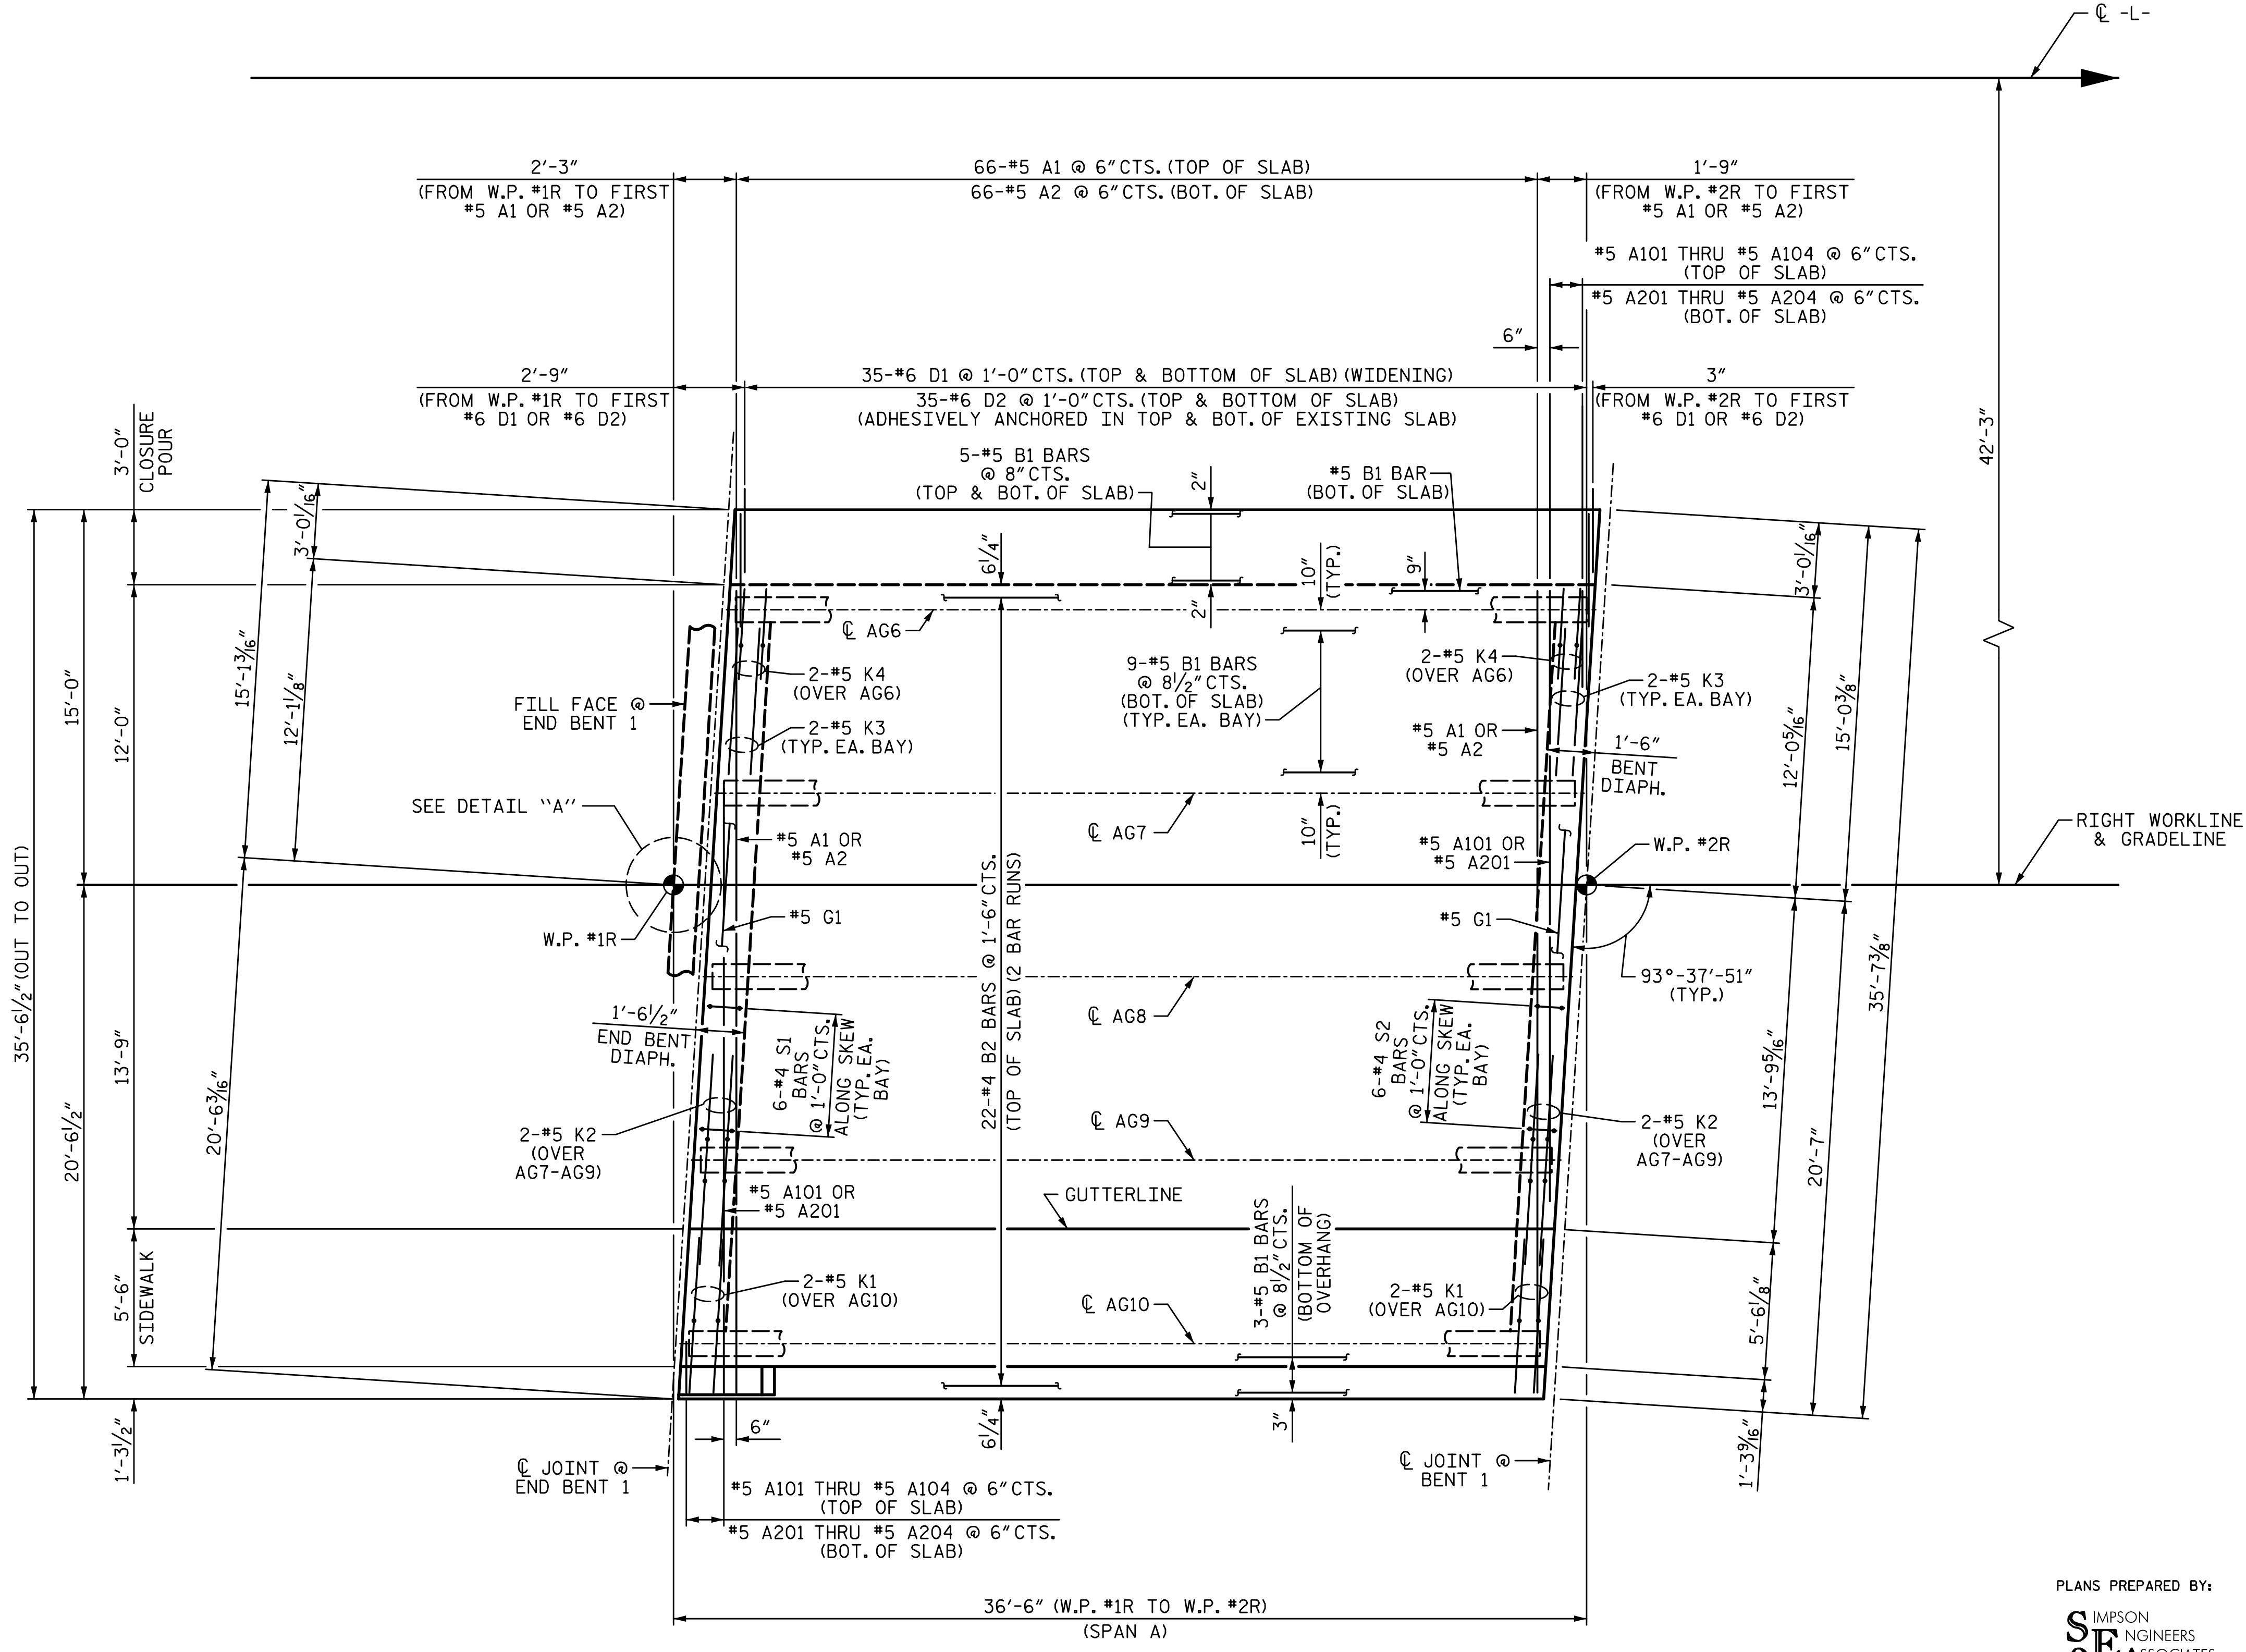 ℄ -L-
2′-3″
(FROM W.P. #1R TO FIRST
#5 A1 OR #5 A2)
66-#5 A1 @ 6″ CTS. (TOP OF SLAB)
66-#5 A2 @ 6″ CTS. (BOT. OF SLAB)
1′-9″
(FROM W.P. #2R TO FIRST
#5 A1 OR #5 A2)
#5 A101 THRU #5 A104 @ 6″ CTS.
(TOP OF SLAB)
#5 A201 THRU #5 A204 @ 6″ CTS.
(BOT. OF SLAB)
6″
2′-9″
(FROM W.P. #1R TO FIRST
#6 D1 OR #6 D2)
35-#6 D1 @ 1′-0″ CTS. (TOP & BOTTOM OF SLAB) (WIDENING)
35-#6 D2 @ 1′-0″ CTS. (TOP & BOTTOM OF SLAB)
(ADHESIVELY ANCHORED IN TOP & BOT. OF EXISTING SLAB)
3″
(FROM W.P. #2R TO FIRST
#6 D1 OR #6 D2)
42′-3″
3′-0″
CLOSURE
POUR
5-#5 B1 BARS
@ 8″ CTS.
(TOP & BOT. OF SLAB)
2″
#5 B1 BAR
(BOT. OF SLAB)
3′-0 1/16″
6 1/4″
10″
(TYP.)
9″
3′-0 1/16″
2″
℄ AG6
2-#5 K4
(OVER AG6)
9-#5 B1 BARS
@ 8 1/2″ CTS.
(BOT. OF SLAB)
(TYP. EA. BAY)
2-#5 K4
(OVER AG6)
2-#5 K3
(TYP. EA. BAY)
15′-0″
12′-0″
15′-1 3/16″
12′-1 1/8″
FILL FACE @
END BENT 1
2-#5 K3
(TYP. EA. BAY)
#5 A1 OR
#5 A2
1′-6″
BENT
DIAPH.
12′-0 5/16″
15′-0 3/8″
SEE DETAIL “A”
#5 A1 OR
#5 A2
℄ AG7
10″
(TYP.)
#5 A101 OR
#5 A201
W.P. #2R
RIGHT WORKLINE
& GRADELINE
35′-6 1/2″ (OUT TO OUT)
W.P. #1R
#5 G1
22-#4 B2 BARS @ 1′-6″ CTS.
(TOP OF SLAB) (2 BAR RUNS)
#5 G1
93°-37′-51″
(TYP.)
35′-7 3/8″
13′-9″
1′-6 1/2″
END BENT
DIAPH.
6-#4 S1
BARS
@ 1′-0″ CTS.
ALONG SKEW
(TYP. EA.
BAY)
℄ AG8
6-#4 S2
BARS
@ 1′-0″ CTS.
ALONG SKEW
(TYP. EA.
BAY)
13′-9 5/16″
20′-6 1/2″
20′-6 3/16″
2-#5 K2
(OVER
AG7-AG9)
℄ AG9
2-#5 K2
(OVER
AG7-AG9)
20′-7″
#5 A101 OR
#5 A201
GUTTERLINE
5′-6″
SIDEWALK
2-#5 K1
(OVER AG10)
℄ AG10
3-#5 B1 BARS
@ 8 1/2″ CTS.
(BOTTOM OF
OVERHANG)
2-#5 K1
(OVER AG10)
5′-6 1/8″
1′-3 1/2″
6″
6 1/4″
3″
1′-3 9/16″
℄ JOINT @
END BENT 1
℄ JOINT @
BENT 1
#5 A101 THRU #5 A104 @ 6″ CTS.
(TOP OF SLAB)
#5 A201 THRU #5 A204 @ 6″ CTS.
(BOT. OF SLAB)
36′-6″ (W.P. #1R TO W.P. #2R)
(SPAN A)
PLANS PREPARED BY:
SIMPSON
ENGINEERS